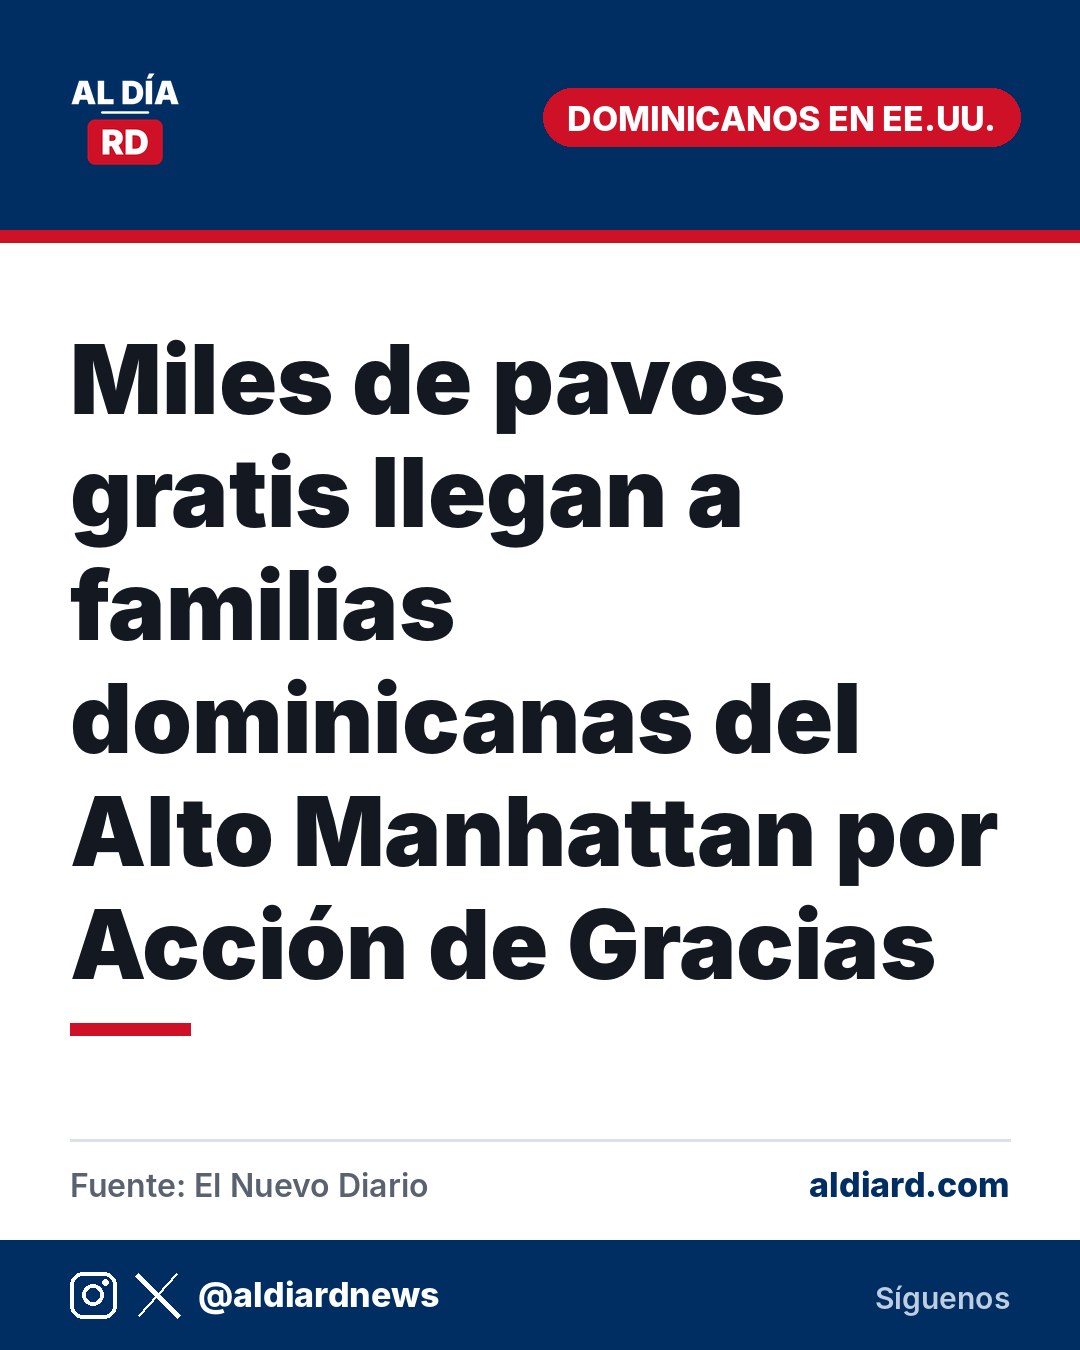 AL DÍA
RD
DOMINICANOS EN EE.UU.
Miles de pavos
gratis llegan a
familias
dominicanas del
Alto Manhattan por
Acción de Gracias
Fuente: El Nuevo Diario
aldiard.com
@aldiardnews
Síguenos